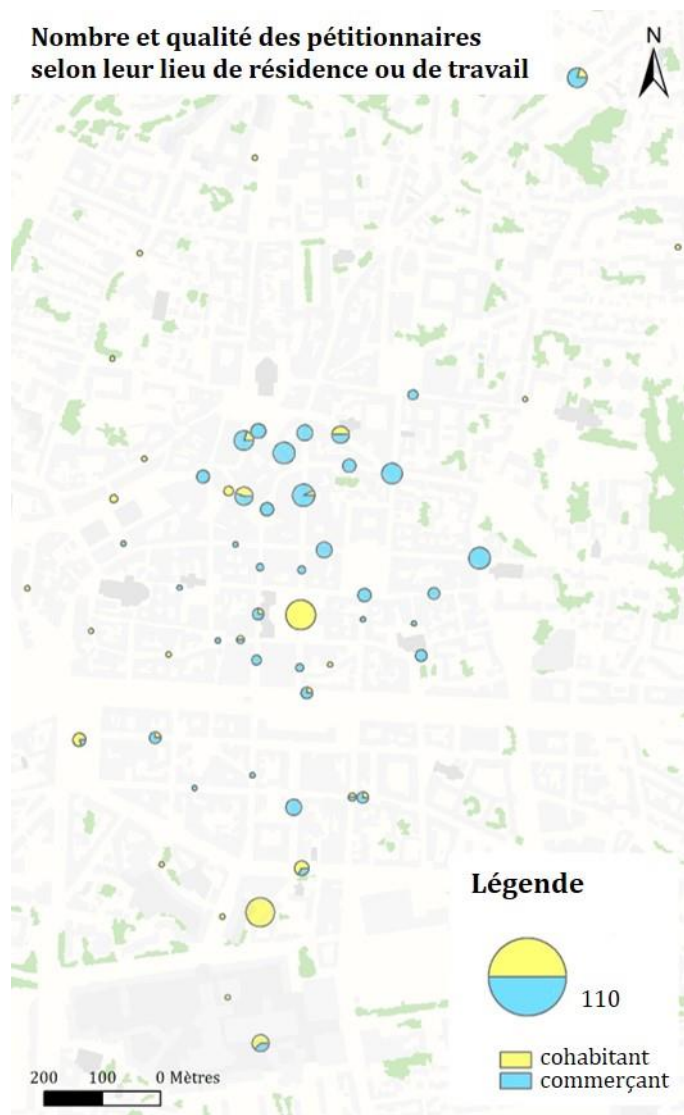 Nombre et qualité des pétitionnaires
selon leur lieu de résidence ou de travail
N
Légende
110
cohabitant
commerçant
200 100 0 Mètres